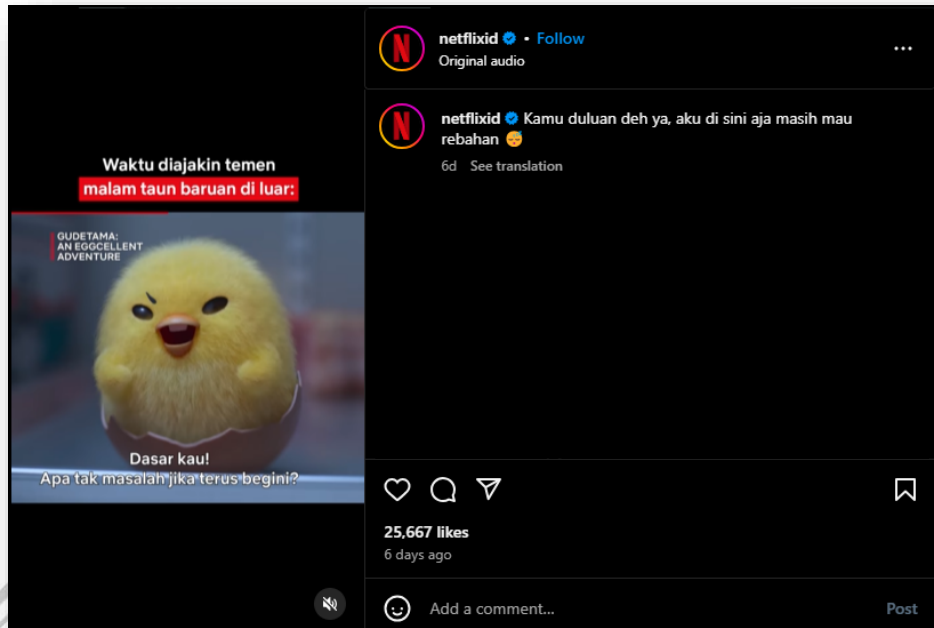 Waktu diajakin temen
malam taun baruan di luar:
GUDETAMA:
AN EGGCELLENT
ADVENTURE
Dasar kau!
Apa tak masalah jika terus begini?
netflixid • Follow
Original audio
netflixid Kamu duluan deh ya, aku di sini aja masih mau
rebahan 😴
6d See translation
25,667 likes
6 days ago
Add a comment...
Post